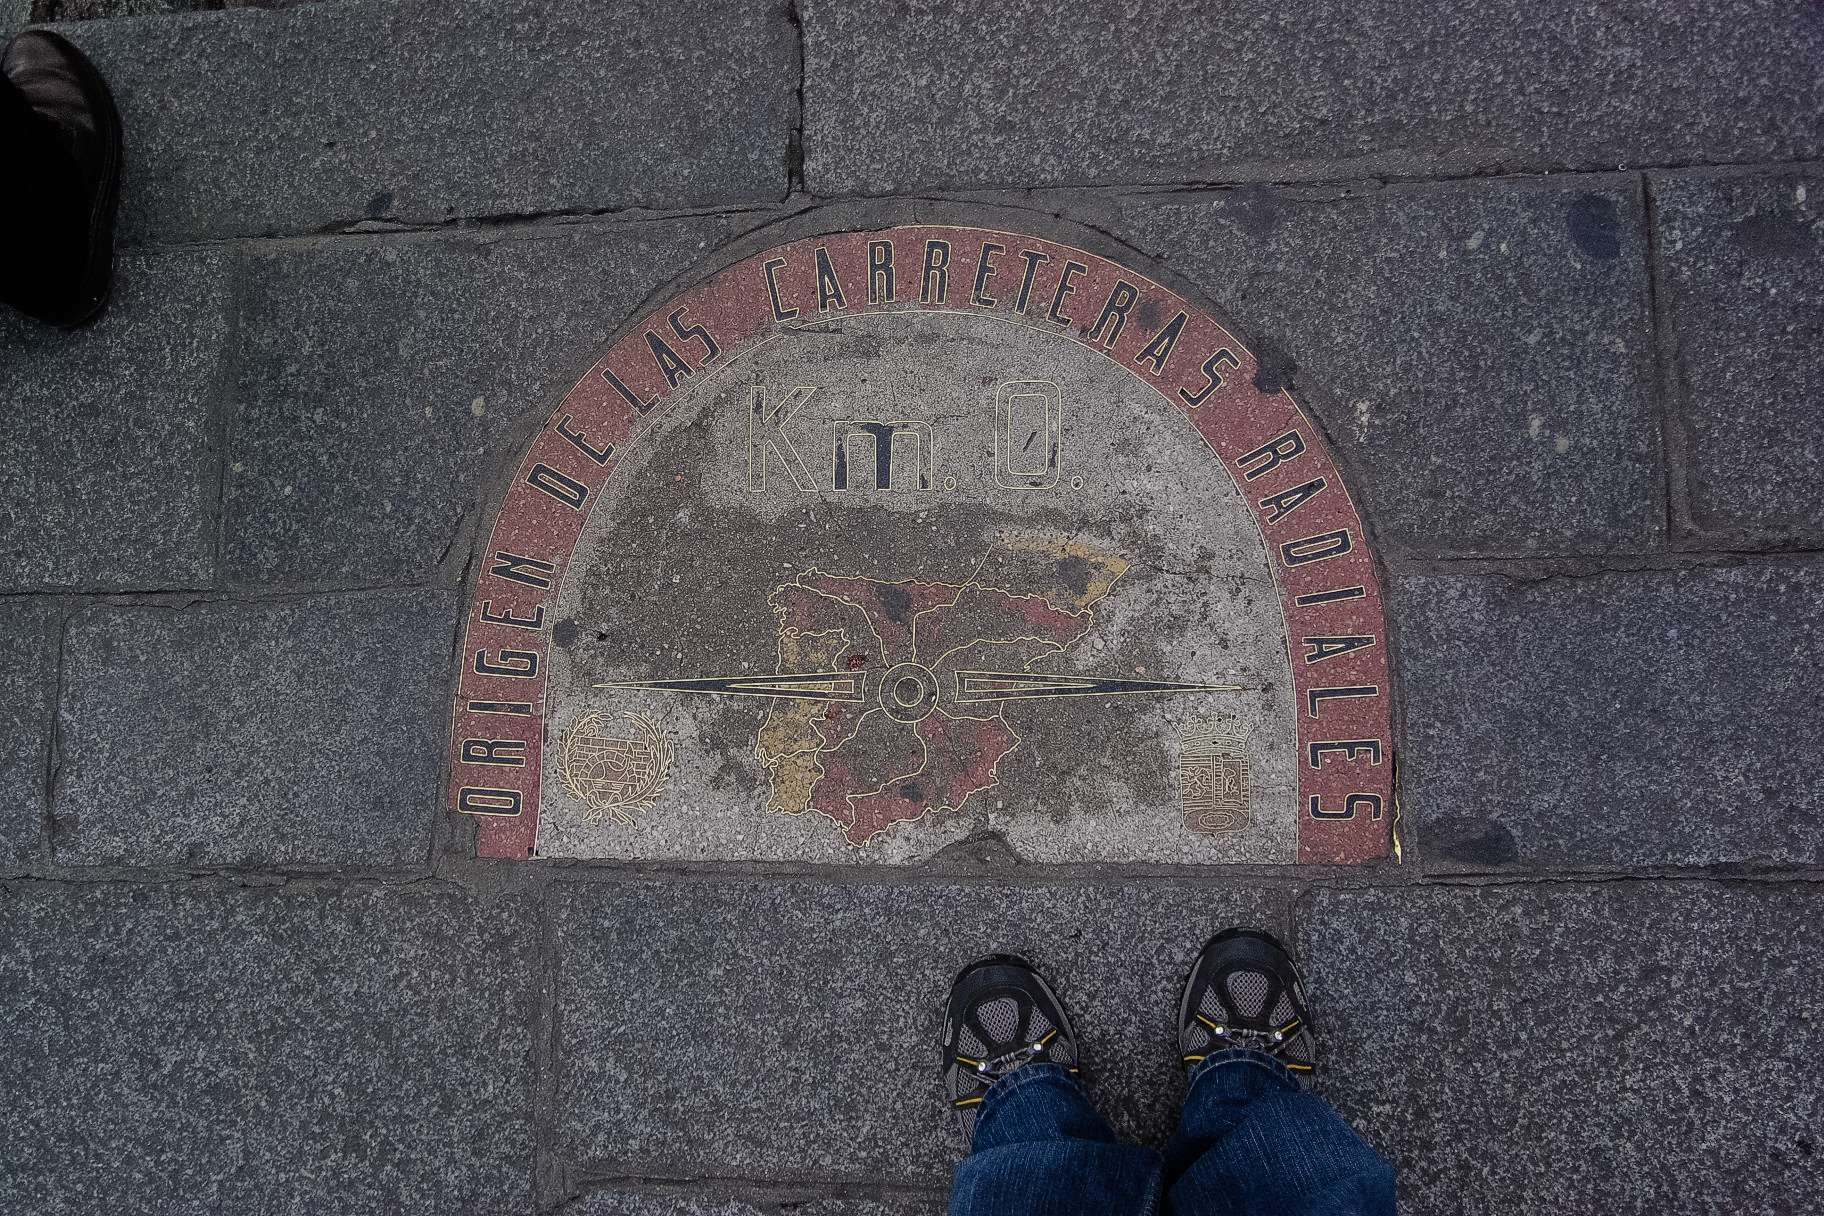 ORIGEN DE LAS CARRETERAS RADIALES
Km. 0.